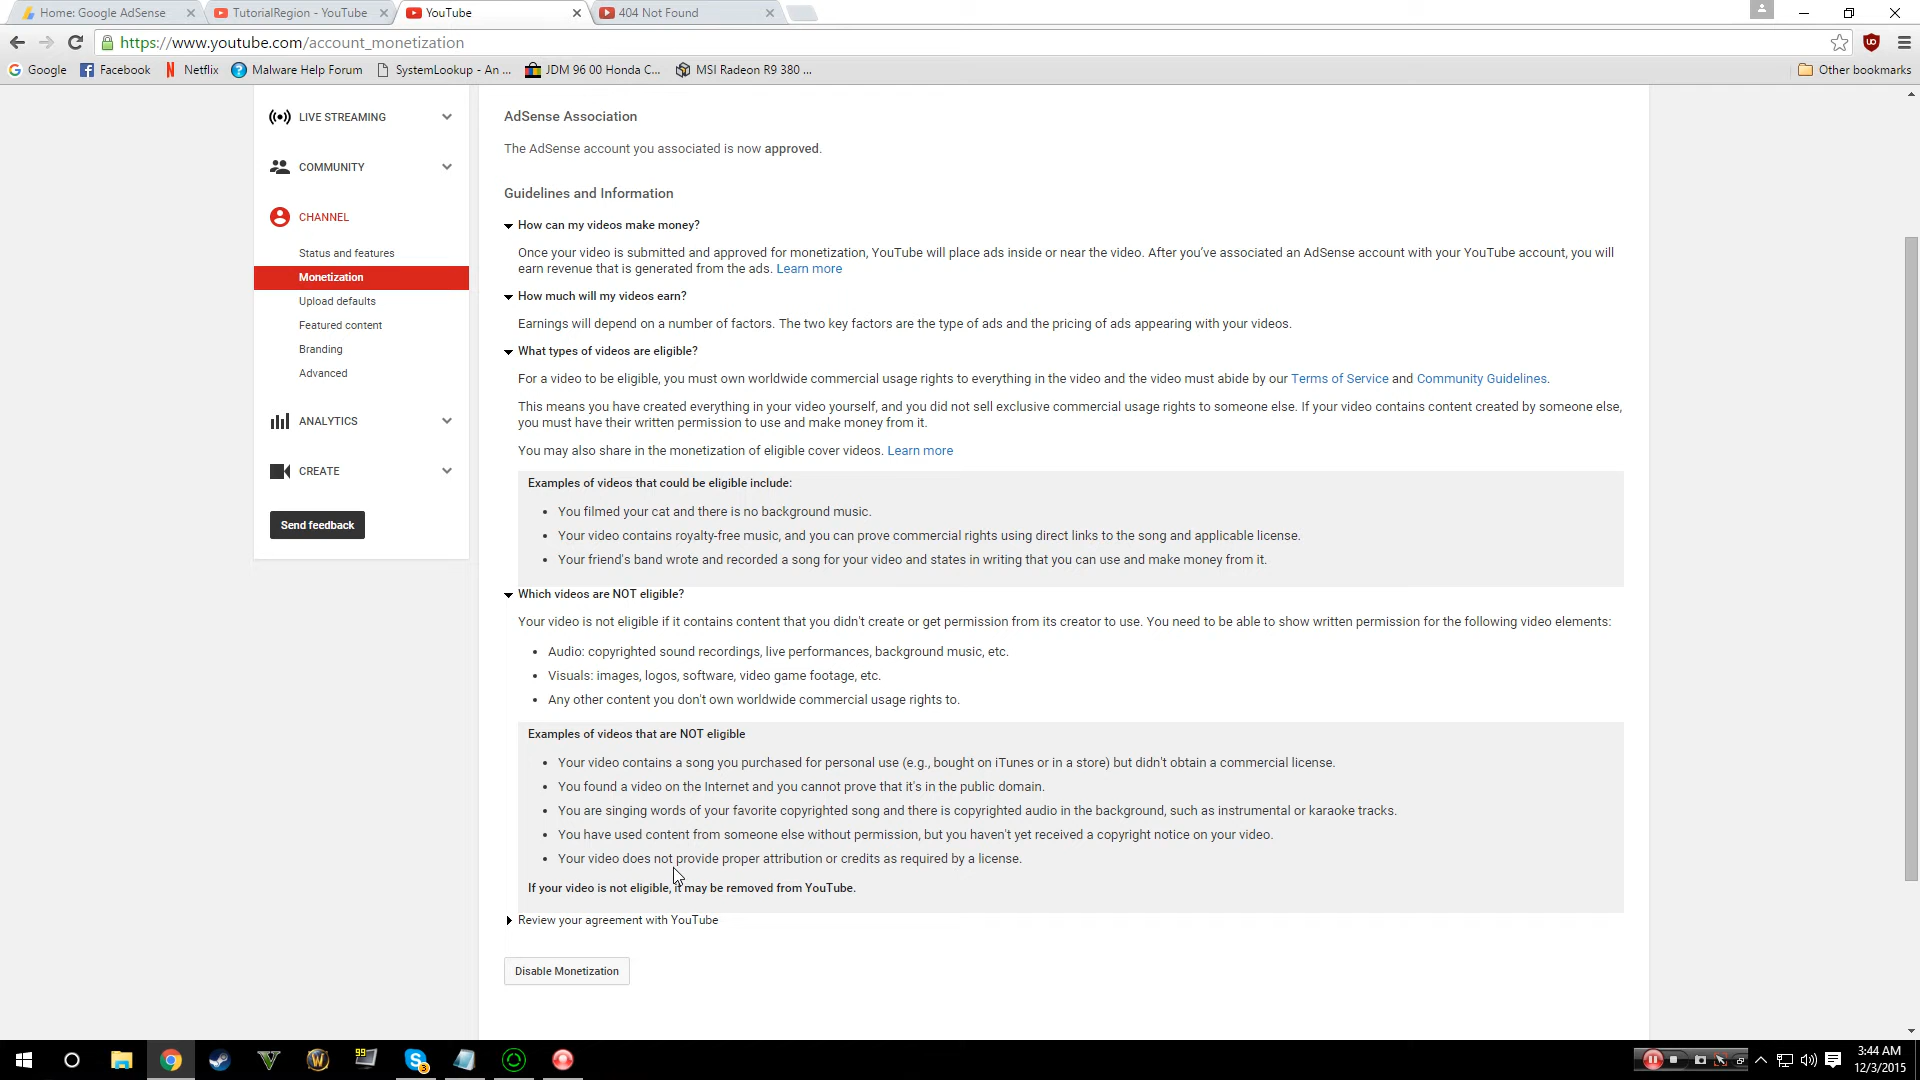 Home: Google AdSense
TutorialRegion - YouTube
YouTube
404 Not Found
https://www.youtube.com/account_monetization
Google
Facebook
Netflix
Malware Help Forum
SystemLookup - An ...
JDM 96 00 Honda C...
MSI Radeon R9 380 ...
Other bookmarks
LIVE STREAMING
COMMUNITY
CHANNEL
Status and features
Monetization
Upload defaults
Featured content
Branding
Advanced
ANALYTICS
CREATE
Send feedback
AdSense Association
The AdSense account you associated is now approved.
Guidelines and Information
How can my videos make money?
Once your video is submitted and approved for monetization, YouTube will place ads inside or near the video. After you've associated an AdSense account with your YouTube account, you will
earn revenue that is generated from the ads. Learn more
How much will my videos earn?
Earnings will depend on a number of factors. The two key factors are the type of ads and the pricing of ads appearing with your videos.
What types of videos are eligible?
For a video to be eligible, you must own worldwide commercial usage rights to everything in the video and the video must abide by our Terms of Service and Community Guidelines.
This means you have created everything in your video yourself, and you did not sell exclusive commercial usage rights to someone else. If your video contains content created by someone else,
you must have their written permission to use and make money from it.
You may also share in the monetization of eligible cover videos. Learn more
Examples of videos that could be eligible include:
• You filmed your cat and there is no background music.
• Your video contains royalty-free music, and you can prove commercial rights using direct links to the song and applicable license.
• Your friend's band wrote and recorded a song for your video and states in writing that you can use and make money from it.
Which videos are NOT eligible?
Your video is not eligible if it contains content that you didn't create or get permission from its creator to use. You need to be able to show written permission for the following video elements:
• Audio: copyrighted sound recordings, live performances, background music, etc.
• Visuals: images, logos, software, video game footage, etc.
• Any other content you don't own worldwide commercial usage rights to.
Examples of videos that are NOT eligible
• Your video contains a song you purchased for personal use (e.g., bought on iTunes or in a store) but didn't obtain a commercial license.
• You found a video on the Internet and you cannot prove that it's in the public domain.
• You are singing words of your favorite copyrighted song and there is copyrighted audio in the background, such as instrumental or karaoke tracks.
• You have used content from someone else without permission, but you haven't yet received a copyright notice on your video.
• Your video does not provide proper attribution or credits as required by a license.
If your video is not eligible, it may be removed from YouTube.
Review your agreement with YouTube
Disable Monetization
99
3
3:44 AM
12/3/2015